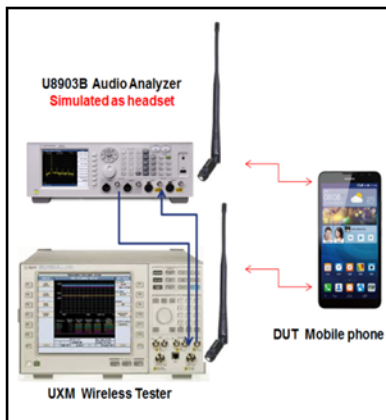 U8903B Audio Analyzer
Simulated as headset
DUT Mobile phone
UXM Wireless Tester